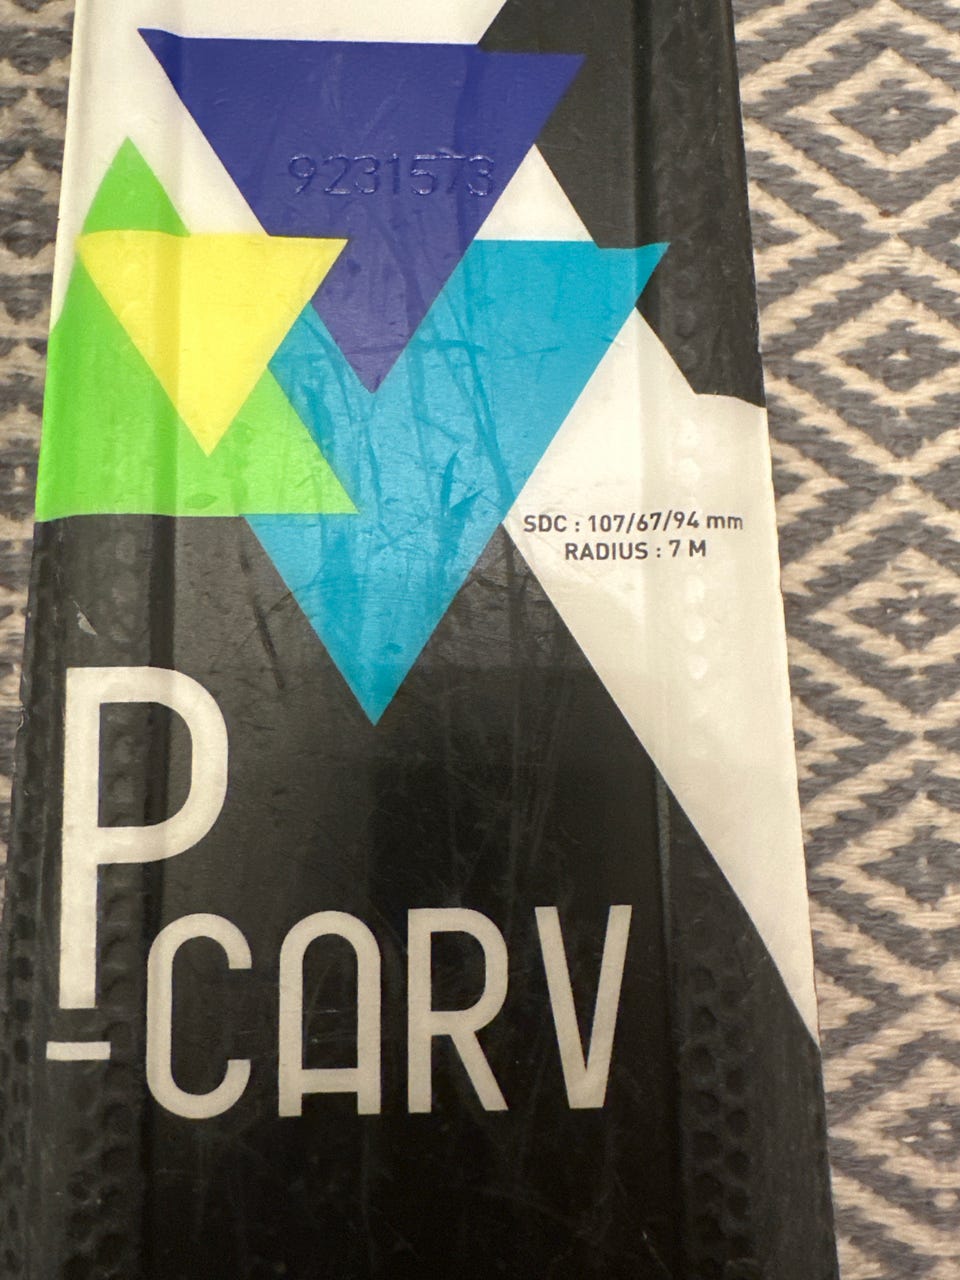 9231573
SDC : 107/67/94 mm
RADIUS : 7 M
P
-CARV